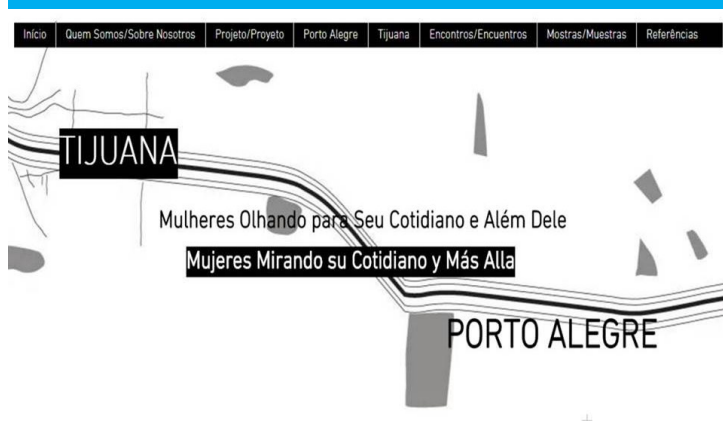 Início Quem Somos/Sobre Nosotros Projeto/Proyeto Porto Alegre Tijuana Encontros/Encuentros Mostras/Muestras Referências
TIJUANA
Mulheres Olhando para Seu Cotidiano e Além Dele
Mujeres Mirando su Cotidiano y Más Alla
PORTO ALEGRE